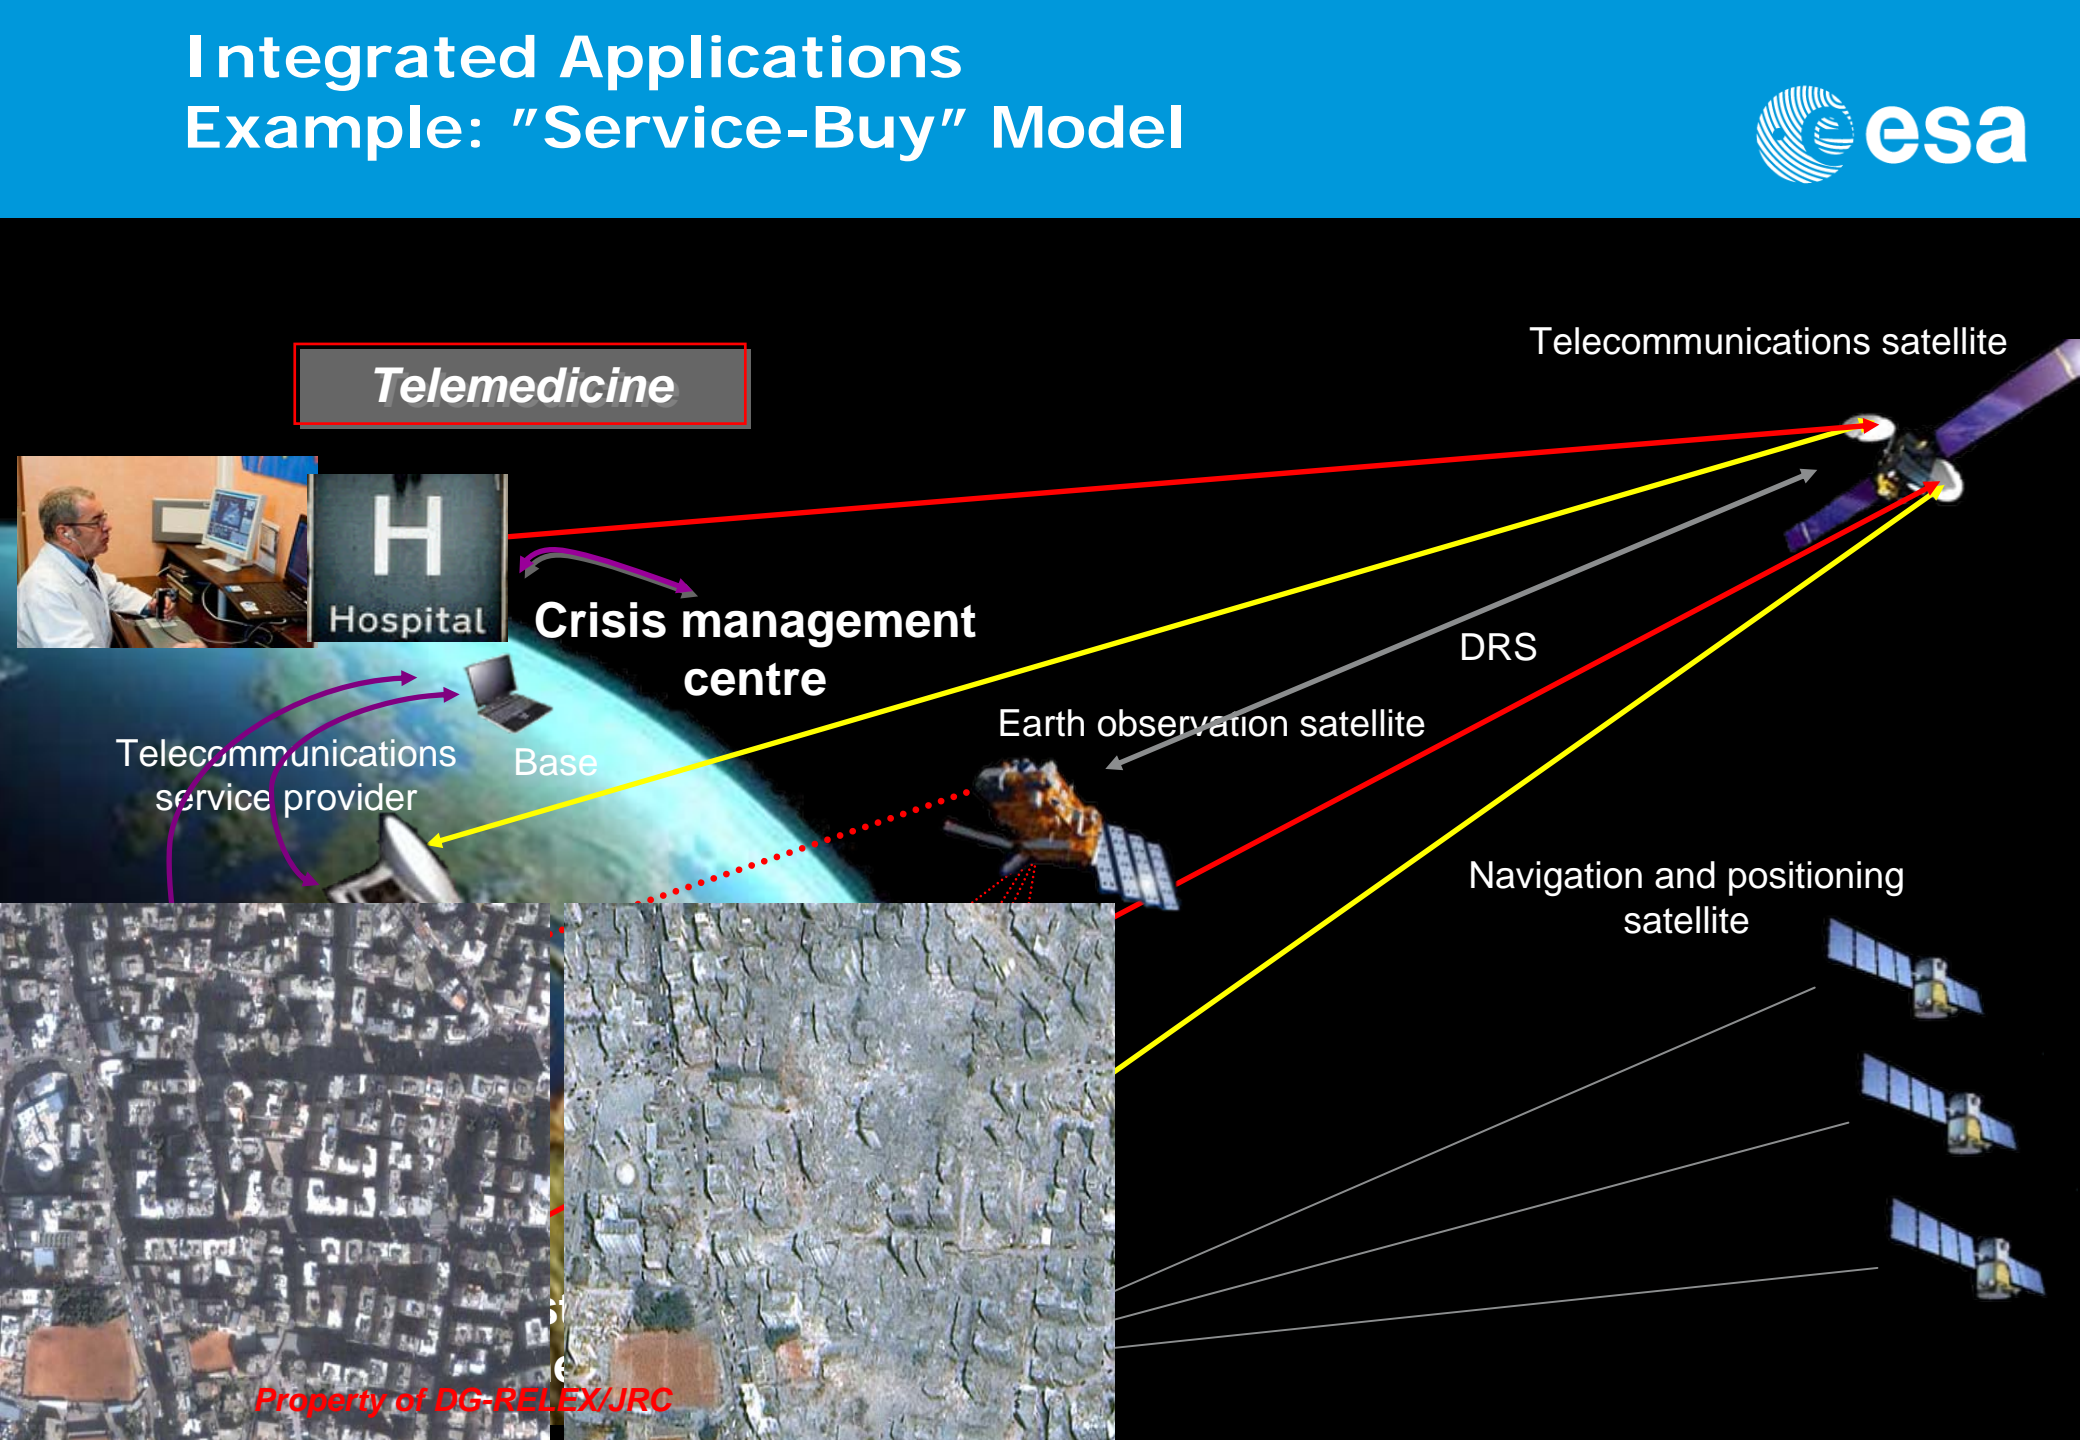 Integrated Applications
Example: ”Service-Buy” Model
esa
Telecommunications satellite
Telemedicine
Hospital
Crisis management
centre
DRS
Earth observation satellite
Telecommunications
service provider
Base
Navigation and positioning
satellite
Property of DG-RELEX/JRC